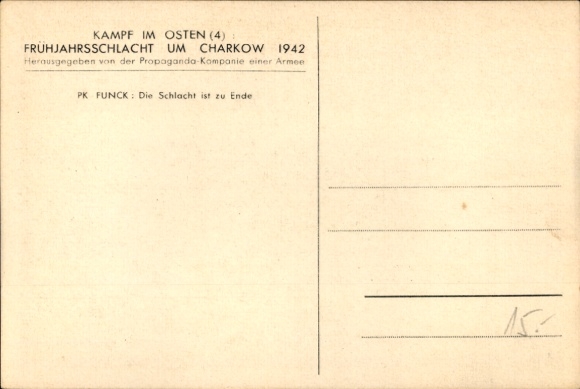 KAMPF IM OSTEN (4) :
FRÜHJAHRSSCHLACHT UM CHARKOW 1942
Herausgegeben von der Propaganda-Kompanie einer Armee
PK FUNCK : Die Schlacht ist zu Ende
15.-